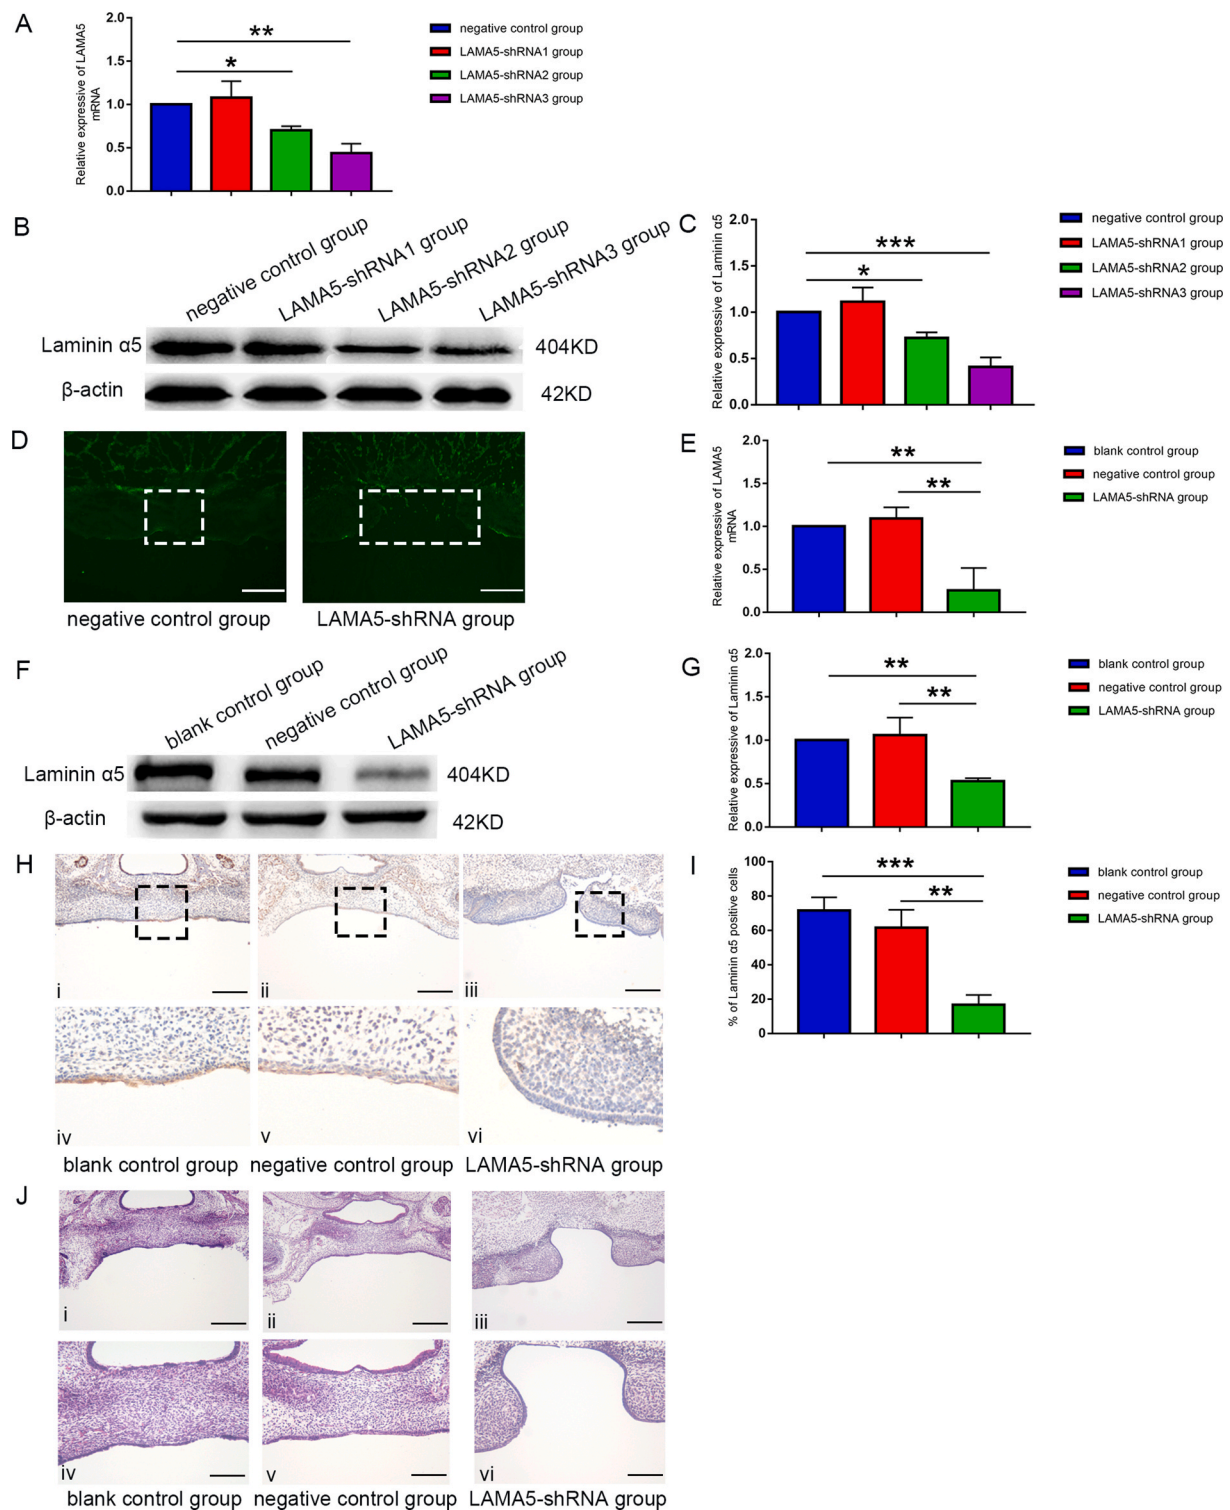 A
Relative expressive of LAMA5
mRNA
2.0
1.5
1.0
0.5
0.0
**
*
negative control group
LAMA5-shRNA1 group
LAMA5-shRNA2 group
LAMA5-shRNA3 group
B
negative control group
LAMA5-shRNA1 group
LAMA5-shRNA2 group
LAMA5-shRNA3 group
Laminin α5
404KD
β-actin
42KD
C
Relative expressive of Laminin α5
2.0
1.5
1.0
0.5
0.0
***
*
negative control group
LAMA5-shRNA1 group
LAMA5-shRNA2 group
LAMA5-shRNA3 group
D
negative control group
LAMA5-shRNA group
E
Relative expressive of LAMA5
mRNA
2.0
1.5
1.0
0.5
0.0
**
**
blank control group
negative control group
LAMA5-shRNA group
F
blank control group
negative control group
LAMA5-shRNA group
Laminin α5
404KD
β-actin
42KD
G
Relative expressive of Laminin α5
2.0
1.5
1.0
0.5
0.0
**
**
blank control group
negative control group
LAMA5-shRNA group
H
i
ii
iii
iv
v
vi
blank control group
negative control group
LAMA5-shRNA group
I
% of Laminin α5 positive cells
100
80
60
40
20
0
***
**
blank control group
negative control group
LAMA5-shRNA group
J
i
ii
iii
iv
v
vi
blank control group
negative control group
LAMA5-shRNA group